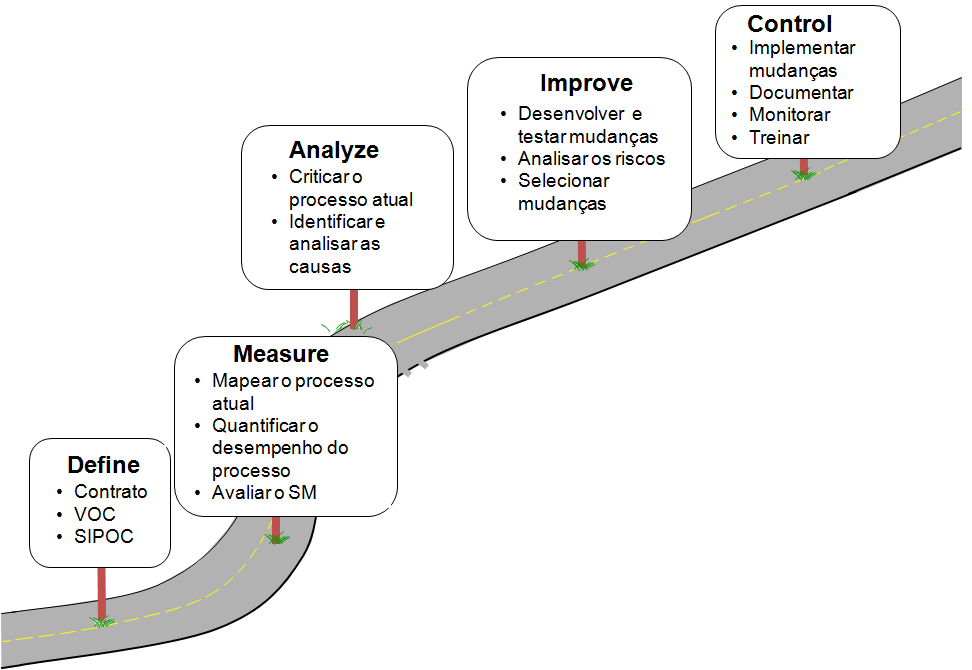 Define
• Contrato
• VOC
• SIPOC
Measure
• Mapear o processo
atual
• Quantificar o
desempenho do
processo
• Avaliar o SM
Analyze
• Criticar o
processo atual
• Identificar e
analisar as
causas
Improve
• Desenvolver e
testar mudanças
• Analisar os riscos
• Selecionar
mudanças
Control
• Implementar
mudanças
• Documentar
• Monitorar
• Treinar